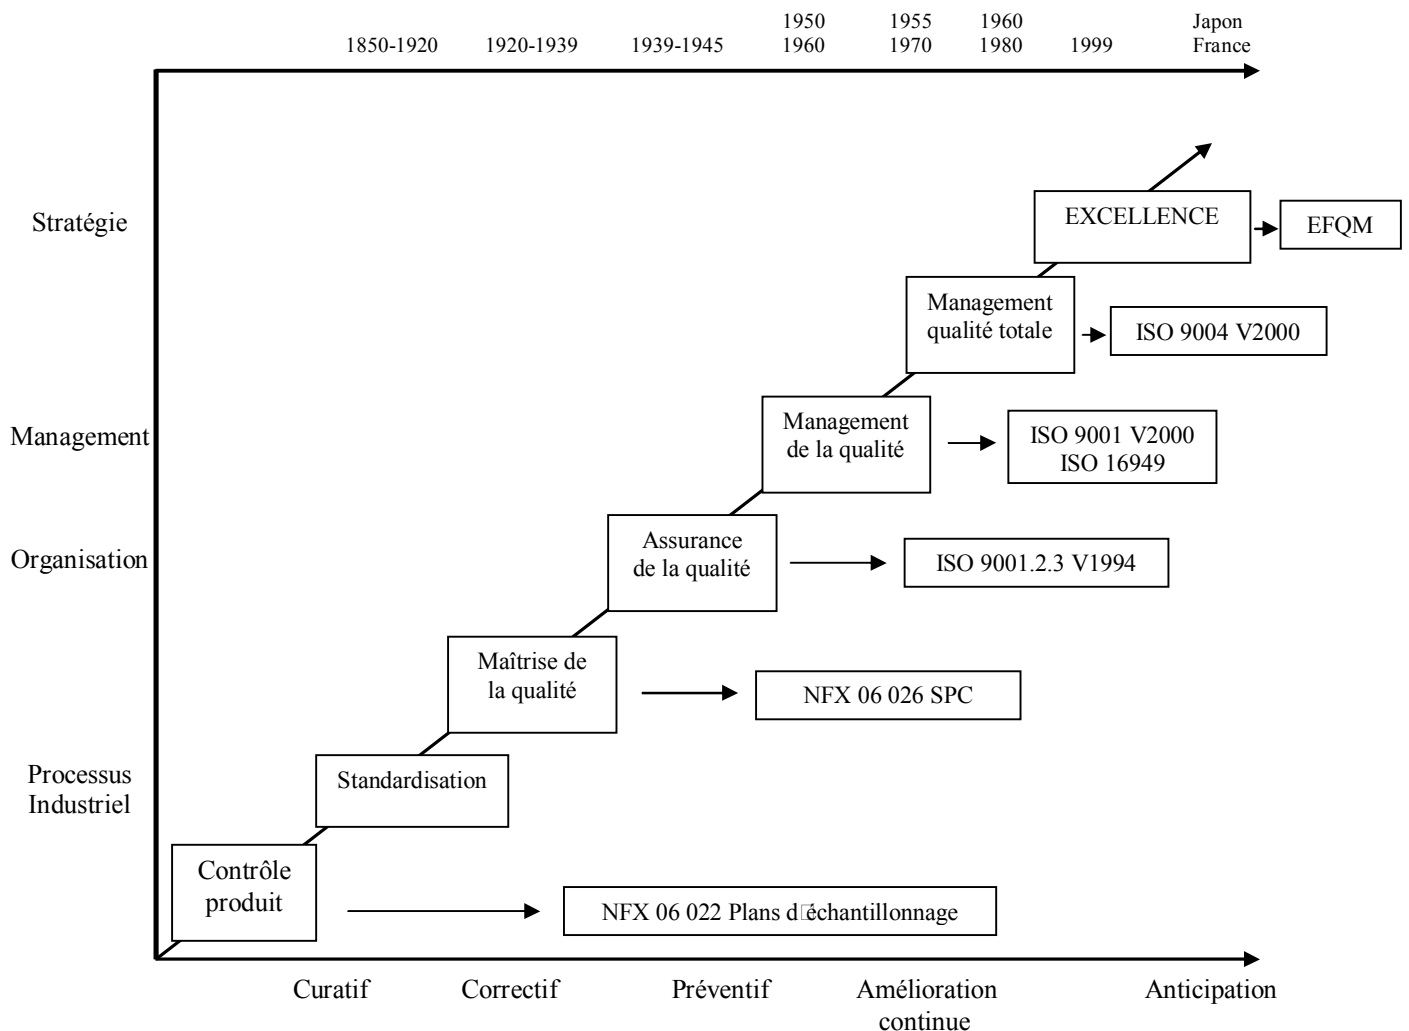 1950 1955 1960 Japon
1850-1920 1920-1939 1939-1945 1960 1970 1980 1999 France
Stratégie
EXCELLENCE
EFQM
Management
qualité totale
ISO 9004 V2000
Management
Management
de la qualité
ISO 9001 V2000
ISO 16949
Organisation
Assurance
de la qualité
ISO 9001.2.3 V1994
Maîtrise de
la qualité
NFX 06 026 SPC
Processus
Industriel
Standardisation
Contrôle
produit
NFX 06 022 Plans d□échantillonnage
Curatif Correctif Préventif Amélioration Anticipation
continue